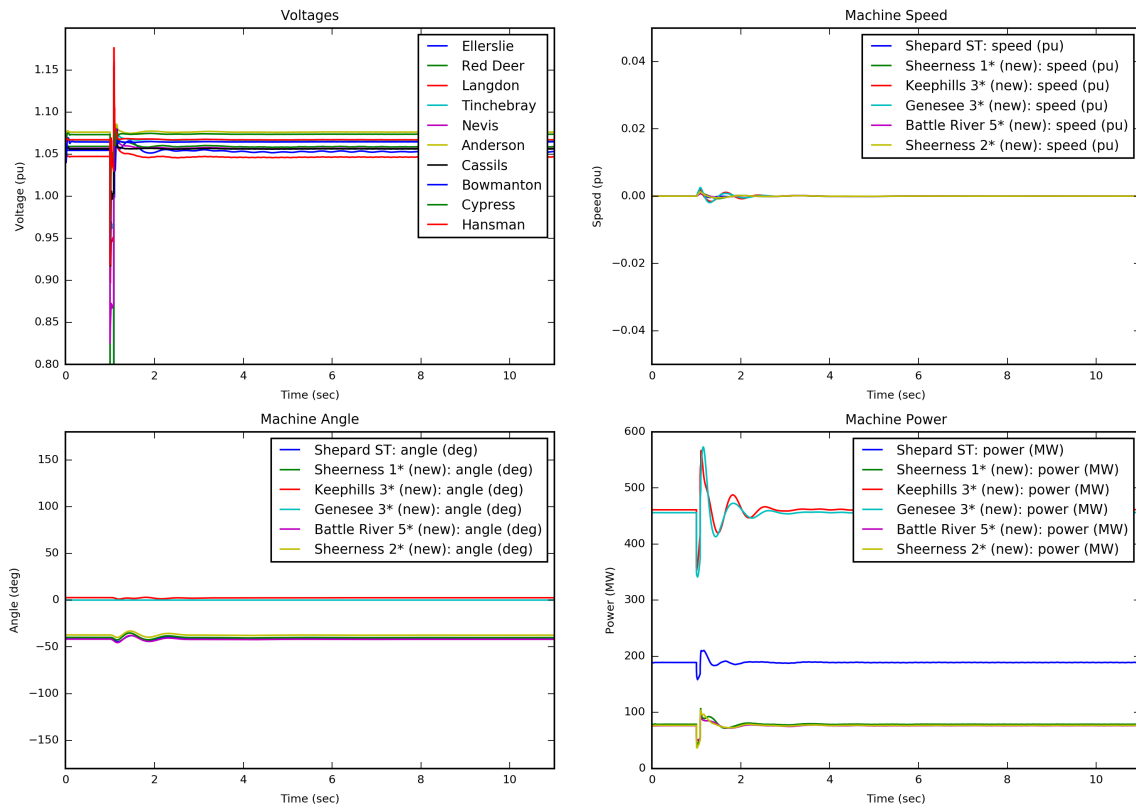 Voltages
Voltage (pu)
1.15
1.10
1.05
1.00
0.95
0.90
0.85
0.80
Ellerslie
Red Deer
Langdon
Tinchebray
Nevis
Anderson
Cassils
Bowmanton
Cypress
Hansman
0 2 4 6 8 10
Time (sec)
Machine Speed
Speed (pu)
0.04
0.02
0.00
−0.02
−0.04
Shepard ST: speed (pu)
Sheerness 1* (new): speed (pu)
Keephills 3* (new): speed (pu)
Genesee 3* (new): speed (pu)
Battle River 5* (new): speed (pu)
Sheerness 2* (new): speed (pu)
0 2 4 6 8 10
Time (sec)
Machine Angle
Angle (deg)
150
100
50
0
−50
−100
−150
Shepard ST: angle (deg)
Sheerness 1* (new): angle (deg)
Keephills 3* (new): angle (deg)
Genesee 3* (new): angle (deg)
Battle River 5* (new): angle (deg)
Sheerness 2* (new): angle (deg)
0 2 4 6 8 10
Time (sec)
Machine Power
Power (MW)
600
500
400
300
200
100
0
Shepard ST: power (MW)
Sheerness 1* (new): power (MW)
Keephills 3* (new): power (MW)
Genesee 3* (new): power (MW)
Battle River 5* (new): power (MW)
Sheerness 2* (new): power (MW)
0 2 4 6 8 10
Time (sec)